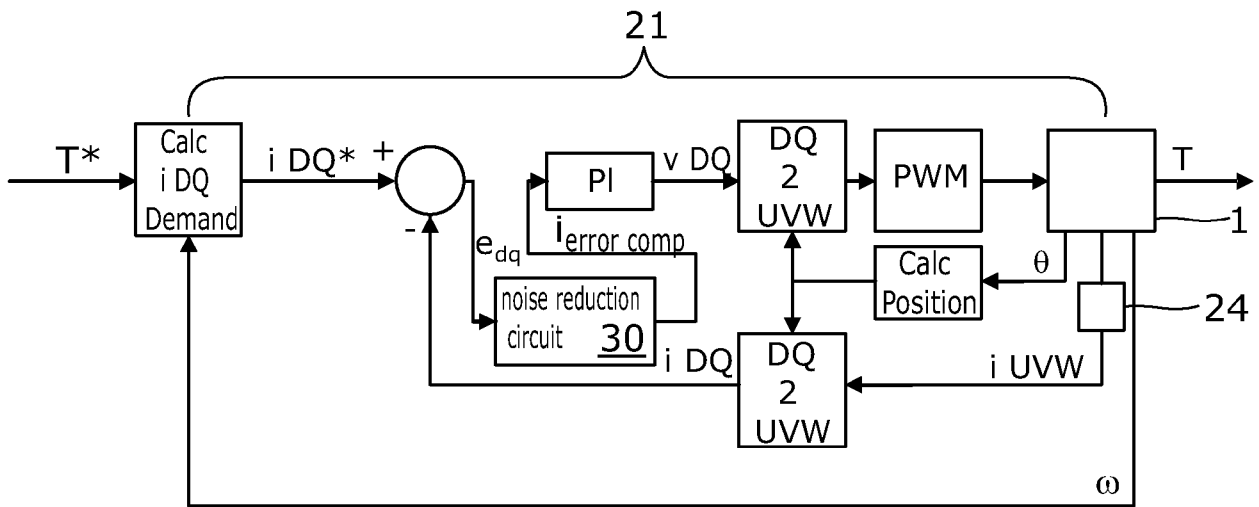 21
T*
Calc
i DQ
Demand
i DQ*
+
-
e_dq
PI
i_error comp
v DQ
DQ
2
UVW
PWM
T
1
θ
Calc
Position
24
noise reduction
circuit 30
i DQ
DQ
2
UVW
i UVW
ω